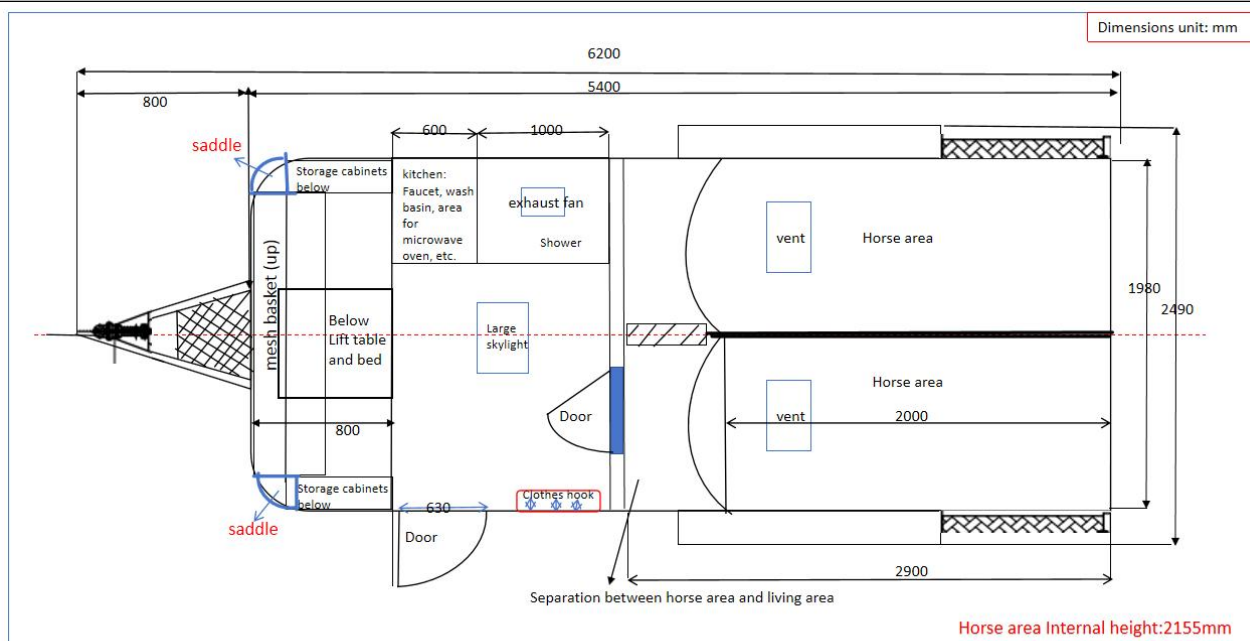 Dimensions unit: mm
6200
800
5400
600
1000
saddle
Storage cabinets
below
kitchen:
Faucet, wash
basin, area
for
microwave
oven, etc.
exhaust fan
Shower
vent
Horse area
mesh basket (up)
Below
Lift table
and bed
Large
skylight
1980
2490
Horse area
Door
vent
2000
800
Storage cabinets
below
Clothes hook
630
saddle
Door
2900
Separation between horse area and living area
Horse area Internal height:2155mm